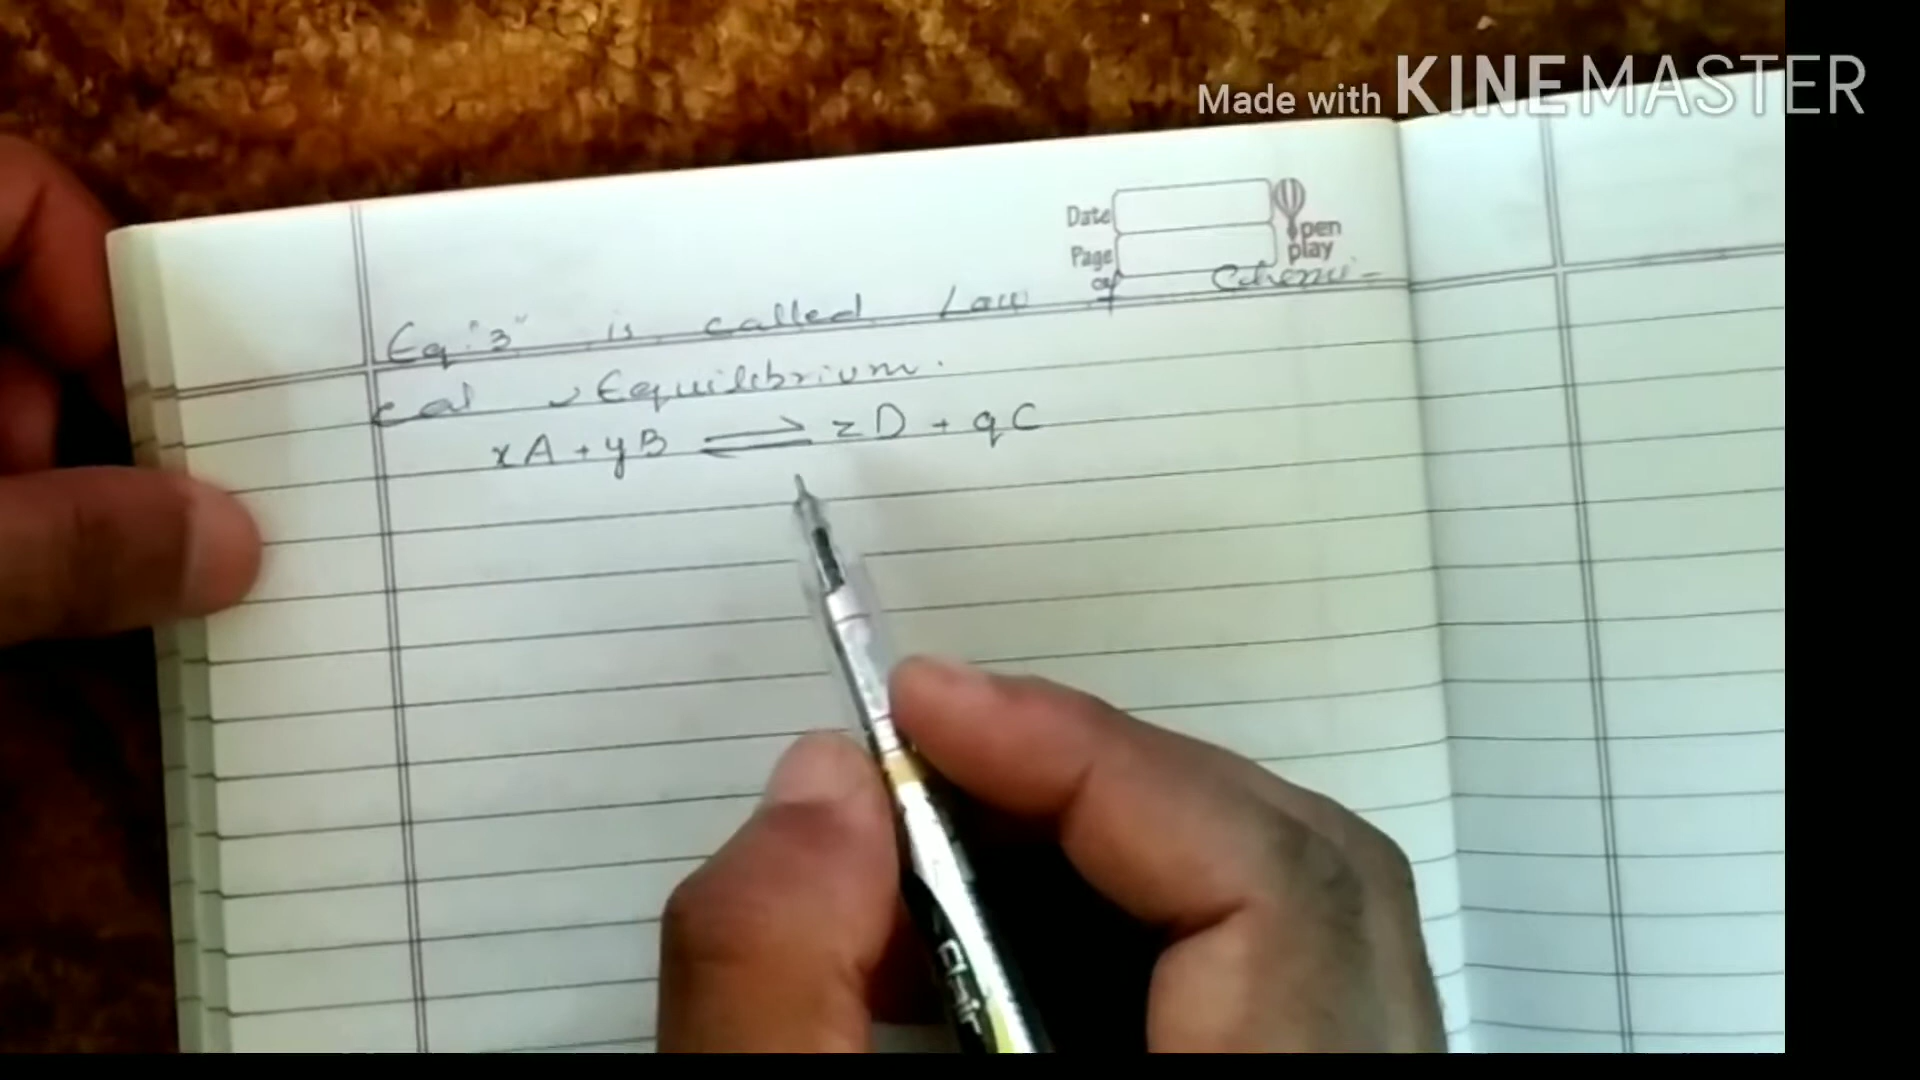 Made with KINEMASTER
Date
Page
pen
play
Eq: "3" is called Law of Chemi-
cal Equilibrium.
xA + yB ⇌ zD + qC